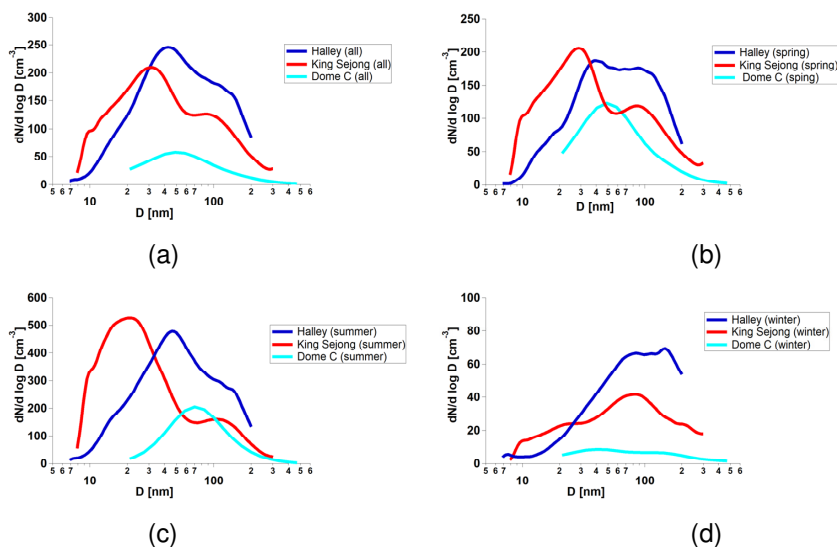 300
250
200
150
100
50
0
dN/d log D [cm-3]
Halley (all)
King Sejong (all)
Dome C (all)
5 6 7 10 2 3 4 5 6 7 100 2 3 4 5 6
D [nm]
(a)
250
200
150
100
50
0
dN/d log D [cm-3]
Halley (spring)
King Sejong (spring)
Dome C (sping)
5 6 7 10 2 3 4 5 6 7 100 2 3 4 5 6
D [nm]
(b)
600
500
400
300
200
100
0
dN/d log D [cm-3]
Halley (summer)
King Sejong (summer)
Dome C (summer)
5 6 7 10 2 3 4 5 6 7 100 2 3 4 5 6
D [nm]
(c)
100
80
60
40
20
0
dN/d log D [cm-3]
Halley (winter)
King Sejong (winter)
Dome C (winter)
5 6 7 10 2 3 4 5 6 7 100 2 3 4 5 6
D [nm]
(d)